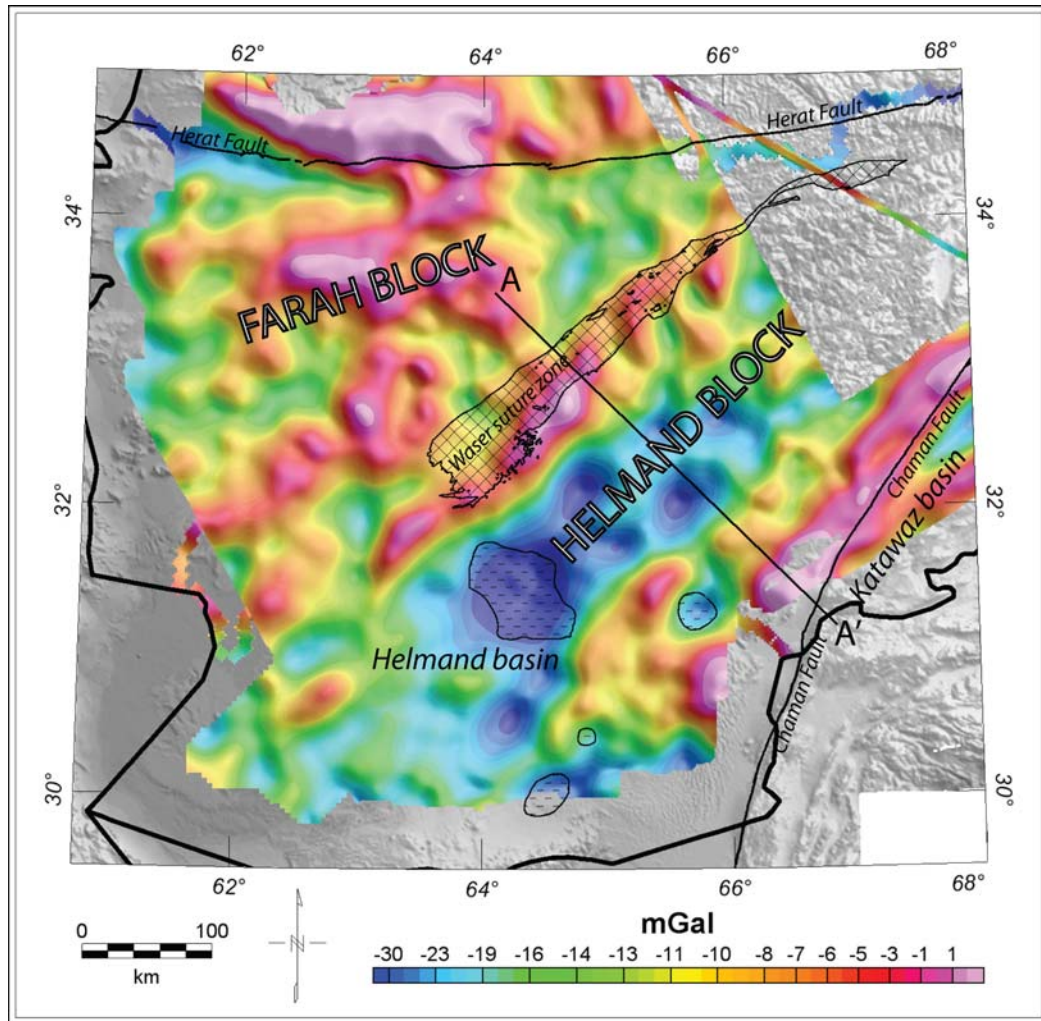 62° 64° 66° 68°
Herat Fault
Herat Fault
34°
34°
FARAH BLOCK
A
Waser suture zone
HELMAND BLOCK
Chaman Fault
32°
32°
Katawaz basin
A'
Helmand basin
Chaman Fault
30°
30°
62° 64° 66° 68°
0 100
km
N
mGal
-30 -23 -19 -16 -14 -13 -11 -10 -8 -7 -5 -3 -1 1